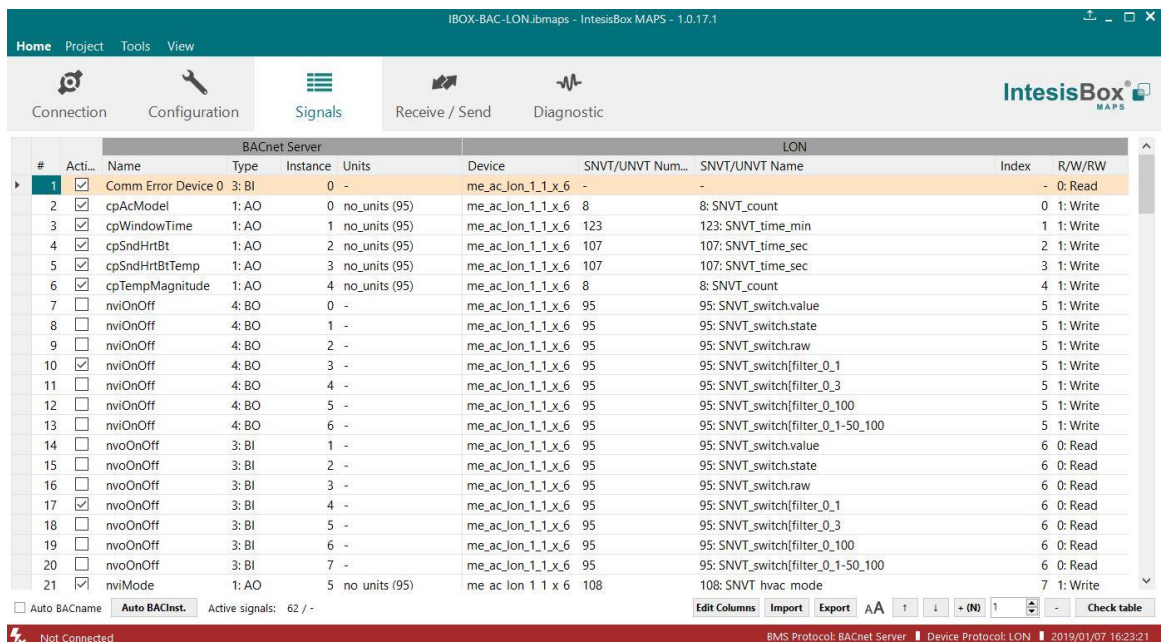 IBOX-BAC-LON.ibmaps - IntesisBox MAPS - 1.0.17.1
Home Project Tools View
Connection Configuration Signals Receive / Send Diagnostic
IntesisBox® MAPS
BACnet Server LON
# Acti... Name Type Instance Units Device SNVT/UNVT Num... SNVT/UNVT Name Index R/W/RW
1 Comm Error Device 0 3: BI 0 - me_ac_lon_1_1_x_6 - - - 0: Read
2 cpAcModel 1: AO 0 no_units (95) me_ac_lon_1_1_x_6 8 8: SNVT_count 0 1: Write
3 cpWindowTime 1: AO 1 no_units (95) me_ac_lon_1_1_x_6 123 123: SNVT_time_min 1 1: Write
4 cpSndHrtBt 1: AO 2 no_units (95) me_ac_lon_1_1_x_6 107 107: SNVT_time_sec 2 1: Write
5 cpSndHrtBtTemp 1: AO 3 no_units (95) me_ac_lon_1_1_x_6 107 107: SNVT_time_sec 3 1: Write
6 cpTempMagnitude 1: AO 4 no_units (95) me_ac_lon_1_1_x_6 8 8: SNVT_count 4 1: Write
7 nviOnOff 4: BO 0 - me_ac_lon_1_1_x_6 95 95: SNVT_switch.value 5 1: Write
8 nviOnOff 4: BO 1 - me_ac_lon_1_1_x_6 95 95: SNVT_switch.state 5 1: Write
9 nviOnOff 4: BO 2 - me_ac_lon_1_1_x_6 95 95: SNVT_switch.raw 5 1: Write
10 nviOnOff 4: BO 3 - me_ac_lon_1_1_x_6 95 95: SNVT_switch[filter_0_1 5 1: Write
11 nviOnOff 4: BO 4 - me_ac_lon_1_1_x_6 95 95: SNVT_switch[filter_0_3 5 1: Write
12 nviOnOff 4: BO 5 - me_ac_lon_1_1_x_6 95 95: SNVT_switch[filter_0_100 5 1: Write
13 nviOnOff 4: BO 6 - me_ac_lon_1_1_x_6 95 95: SNVT_switch[filter_0_1-50_100 5 1: Write
14 nvoOnOff 3: BI 1 - me_ac_lon_1_1_x_6 95 95: SNVT_switch.value 6 0: Read
15 nvoOnOff 3: BI 2 - me_ac_lon_1_1_x_6 95 95: SNVT_switch.state 6 0: Read
16 nvoOnOff 3: BI 3 - me_ac_lon_1_1_x_6 95 95: SNVT_switch.raw 6 0: Read
17 nvoOnOff 3: BI 4 - me_ac_lon_1_1_x_6 95 95: SNVT_switch[filter_0_1 6 0: Read
18 nvoOnOff 3: BI 5 - me_ac_lon_1_1_x_6 95 95: SNVT_switch[filter_0_3 6 0: Read
19 nvoOnOff 3: BI 6 - me_ac_lon_1_1_x_6 95 95: SNVT_switch[filter_0_100 6 0: Read
20 nvoOnOff 3: BI 7 - me_ac_lon_1_1_x_6 95 95: SNVT_switch[filter_0_1-50_100 6 0: Read
21 nviMode 1: AO 5 no_units (95) me_ac_lon_1_1_x_6 108 108: SNVT_hvac_mode 7 1: Write
Auto BACname Auto BACInst. Active signals: 62 / - Edit Columns Import Export AA ↑ ↓ + (N) 1 - Check table
Not Connected BMS Protocol: BACnet Server Device Protocol: LON 2019/01/07 16:23:21